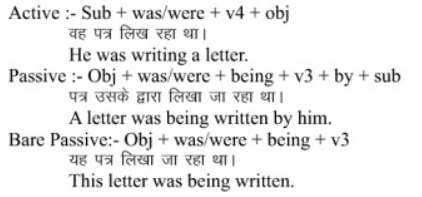 Active :- Sub + was/were + v4 + obj
वह पत्र लिख रहा था।
He was writing a letter.
Passive :- Obj + was/were + being + v3 + by + sub
पत्र उसके द्वारा लिखा जा रहा था।
A letter was being written by him.
Bare Passive:- Obj + was/were + being + v3
यह पत्र लिखा जा रहा था।
This letter was being written.